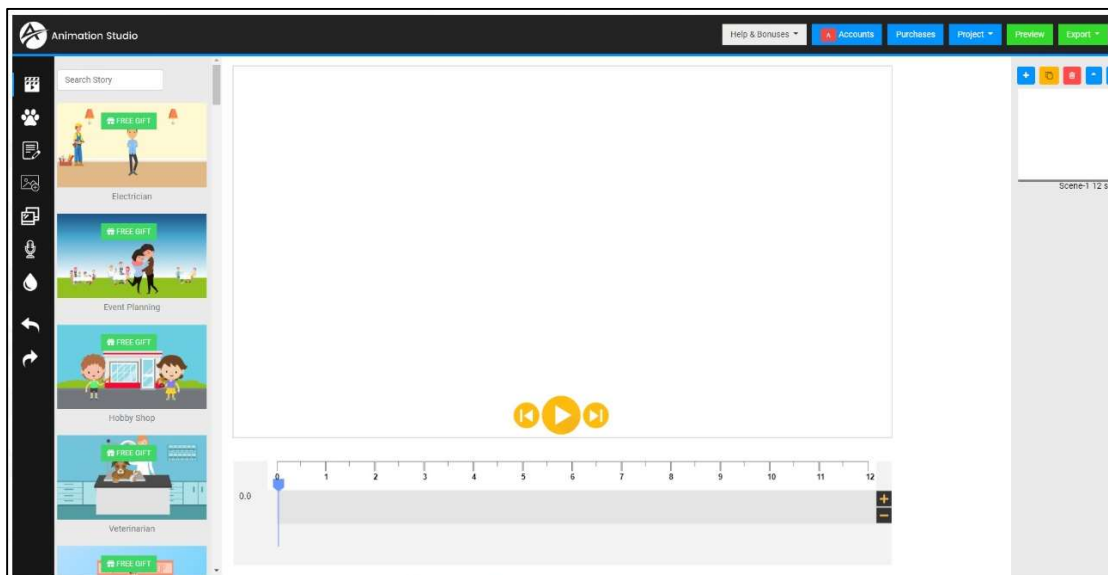 Animation Studio
Help & Bonuses
A Accounts
Purchases
Project
Preview
Export
Search Story
FREE GIFT
Electrician
FREE GIFT
Event Planning
FREE GIFT
Hobby Shop
FREE GIFT
Veterinarian
FREE GIFT
0 1 2 3 4 5 6 7 8 9 10 11 12
0.0
Scene-1 12 s